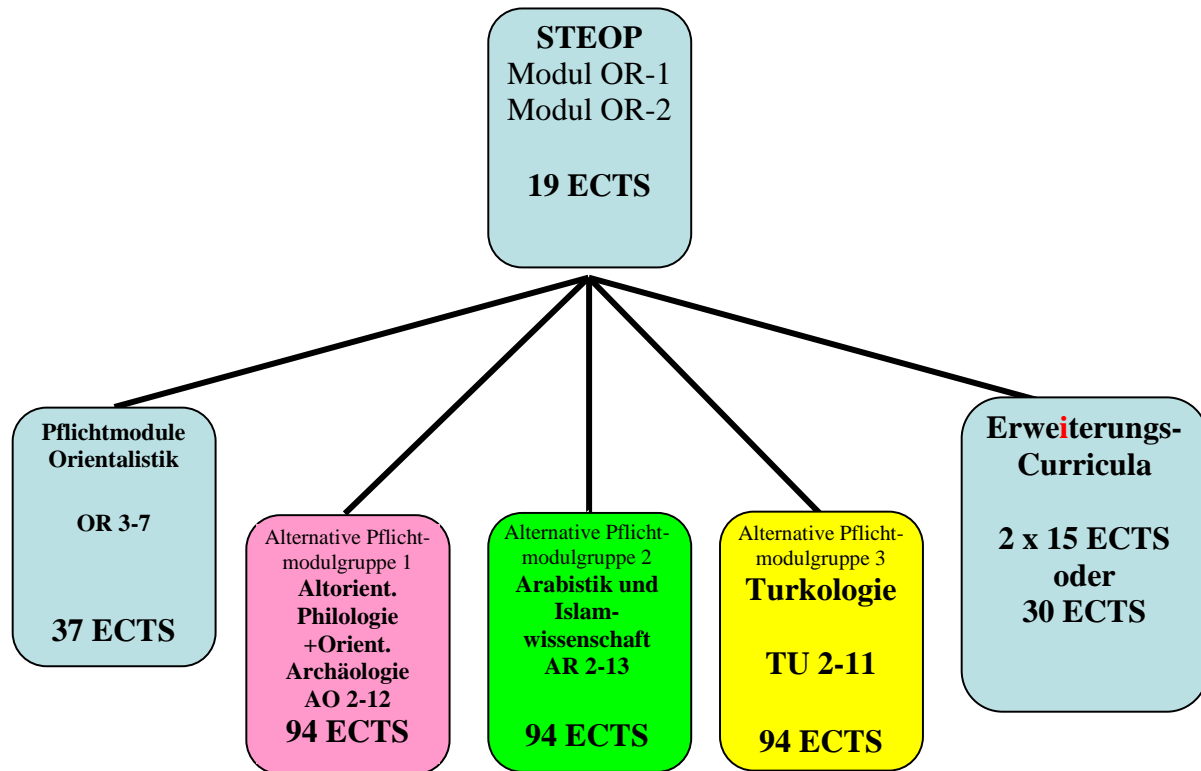 STEOP
Modul OR-1
Modul OR-2
19 ECTS
Pflichtmodule
Orientalistik
OR 3-7
37 ECTS
Alternative Pflicht-
modulgruppe 1
Altorient.
Philologie
+Orient.
Archäologie
AO 2-12
94 ECTS
Alternative Pflicht-
modulgruppe 2
Arabistik und
Islam-
wissenschaft
AR 2-13
94 ECTS
Alternative Pflicht-
modulgruppe 3
Turkologie
TU 2-11
94 ECTS
Erweiterungs-
Curricula
2 x 15 ECTS
oder
30 ECTS